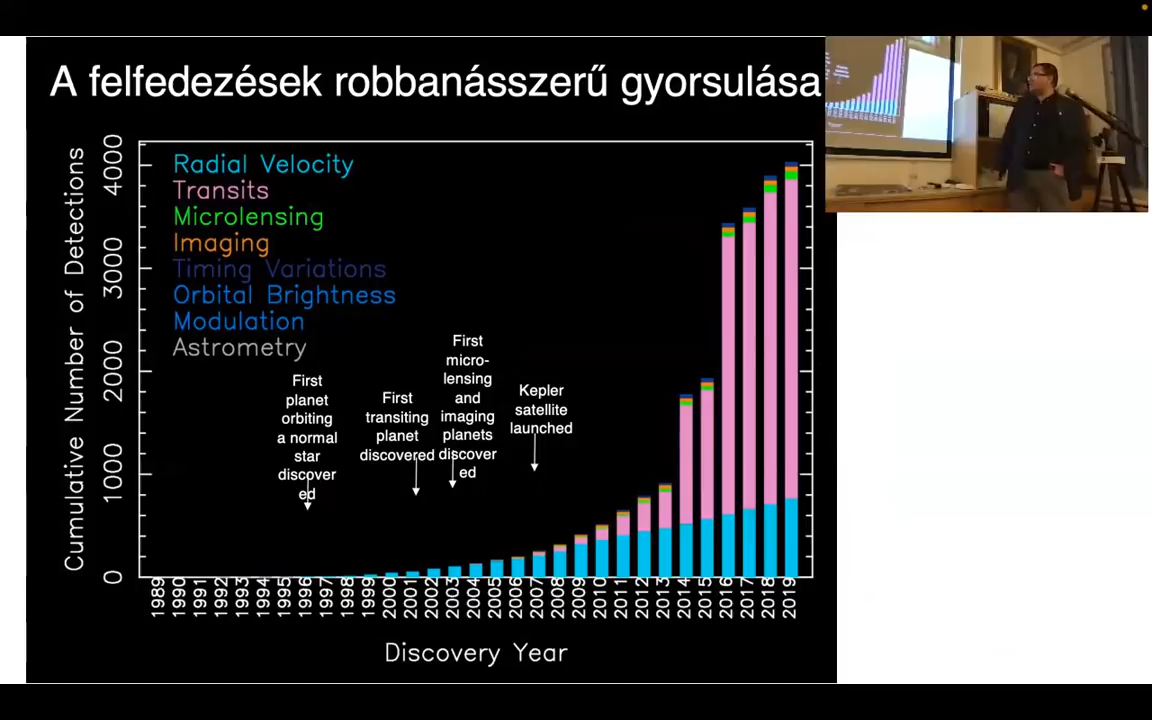 A felfedezések robbanásszerű gyorsulása
Cumulative Number of Detections
4000
3000
2000
1000
0
Radial Velocity
Transits
Microlensing
Imaging
Timing Variations
Orbital Brightness
Modulation
Astrometry
First
planet
orbiting
a normal
star
discover
ed
First
transiting
planet
discovered
First
micro-
lensing
and
imaging
planets
discover
ed
Kepler
satellite
launched
1989
1990
1991
1992
1993
1994
1995
1996
1997
1998
1999
2000
2001
2002
2003
2004
2005
2006
2007
2008
2009
2010
2011
2012
2013
2014
2015
2016
2017
2018
2019
Discovery Year